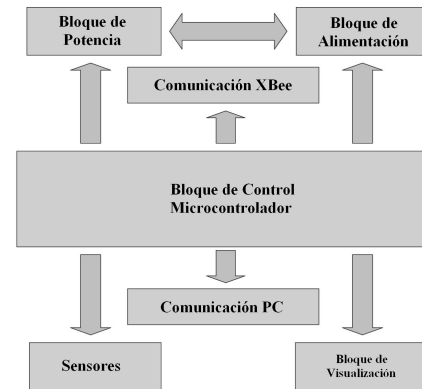 Bloque de
Potencia
Bloque de
Alimentación
Comunicación XBee
Bloque de Control
Microcontrolador
Comunicación PC
Sensores
Bloque de
Visualización